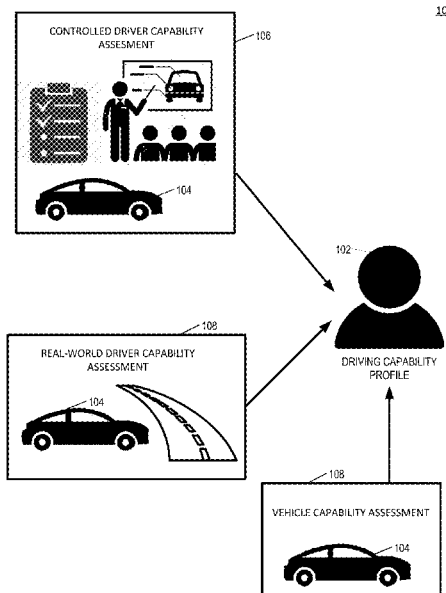 10
106
CONTROLLED DRIVER CAPABILITY
ASSESMENT
104
102
DRIVING CAPABILITY
PROFILE
108
REAL-WORLD DRIVER CAPABILITY
ASSESSMENT
104
108
VEHICLE CAPABILITY ASSESSMENT
104